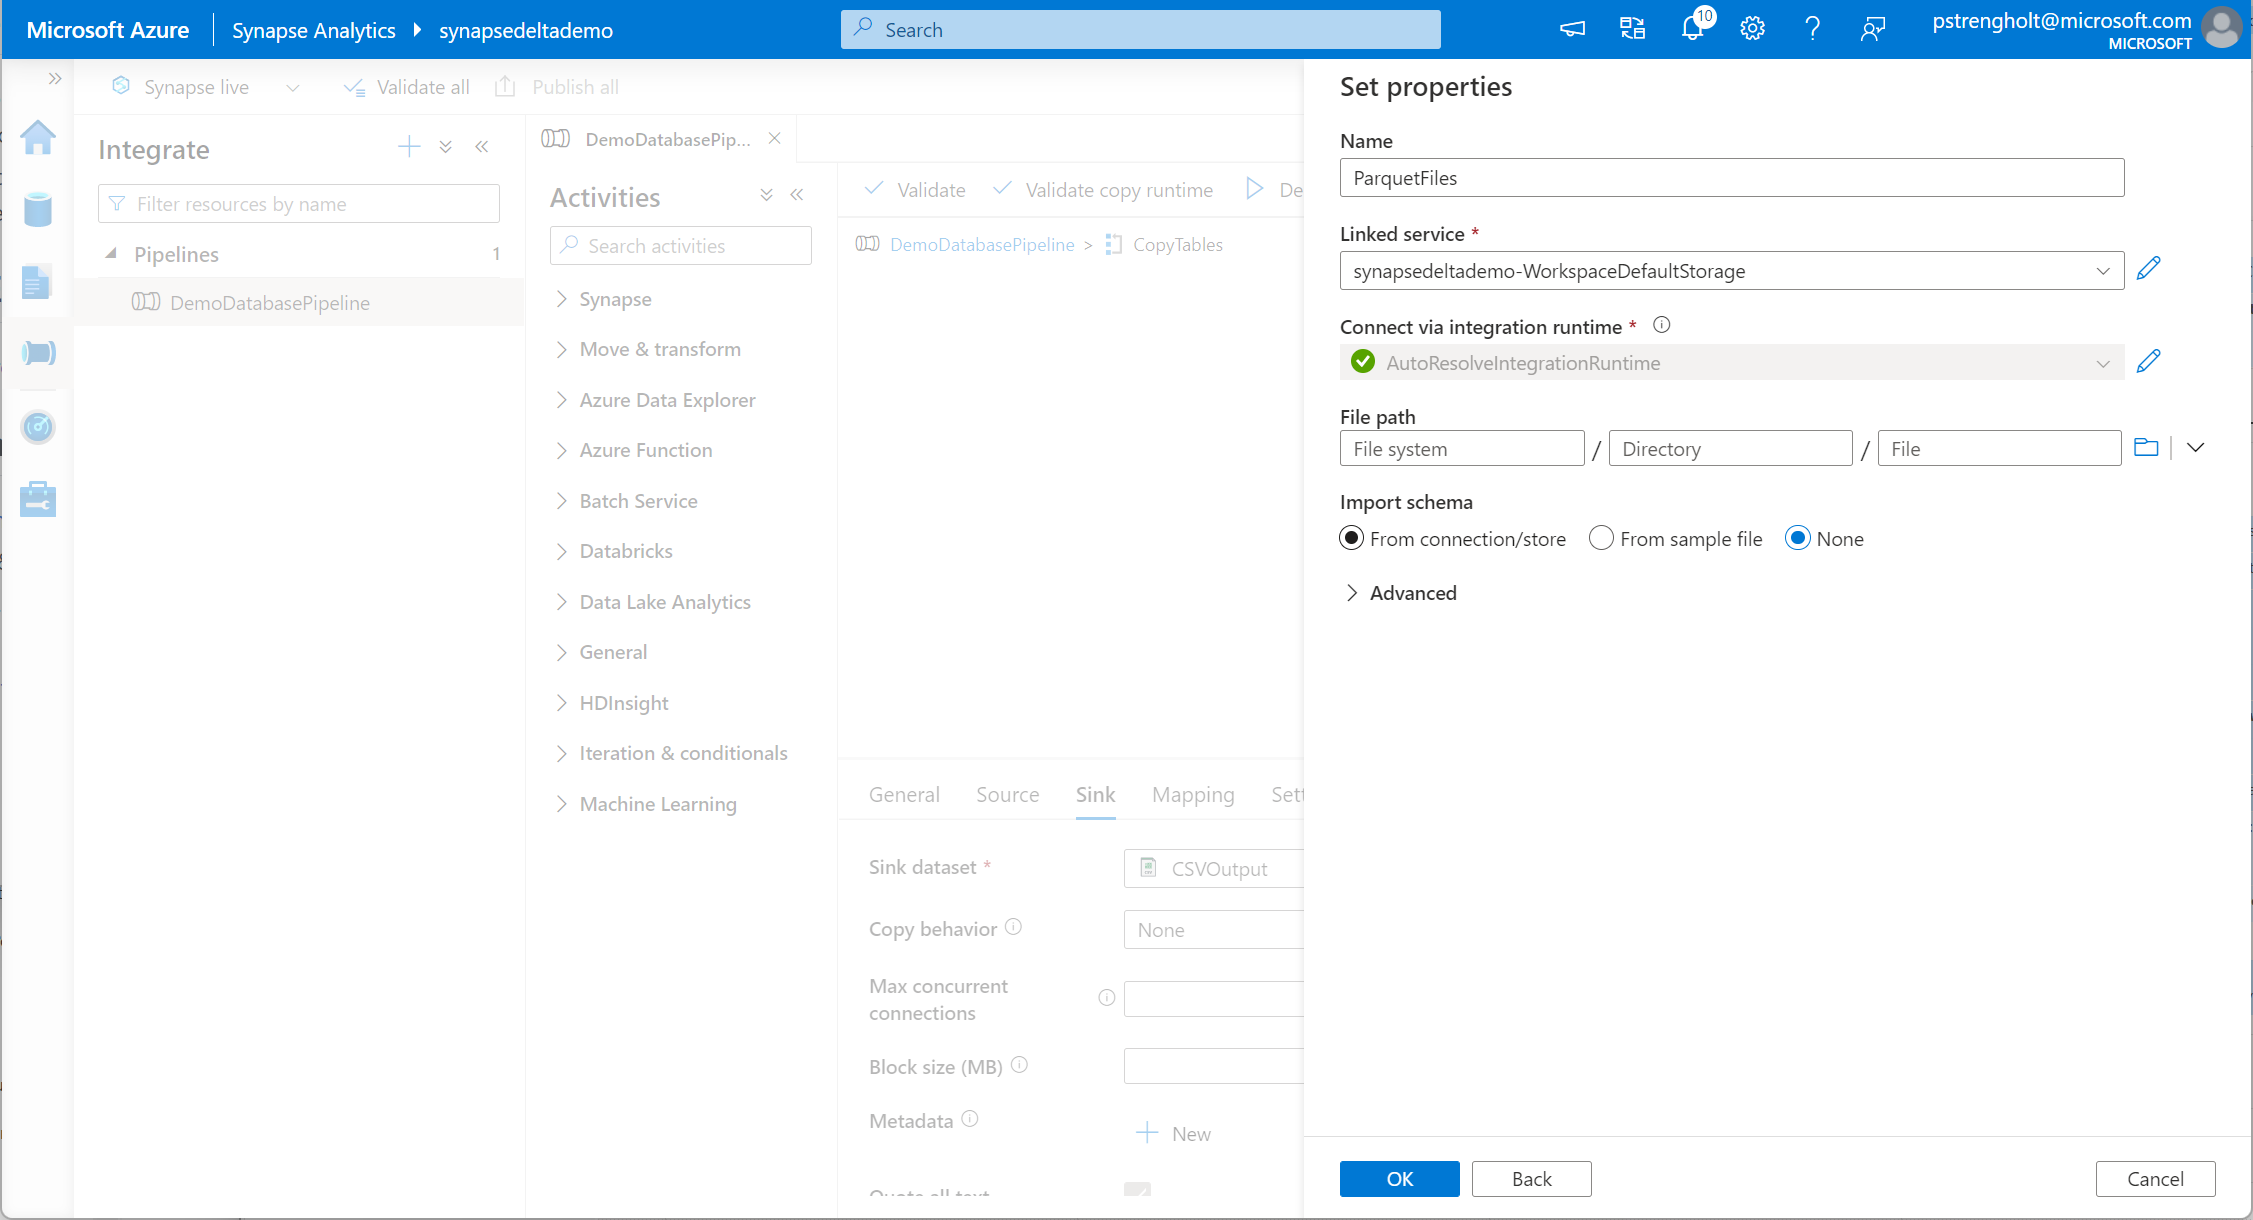 Microsoft Azure
Synapse Analytics
synapsedeltademo
Search
10
pstrengholt@microsoft.com
MICROSOFT
Synapse live
Validate all
Publish all
Integrate
Filter resources by name
Pipelines
1
DemoDatabasePipeline
DemoDatabasePip...
Activities
Search activities
Synapse
Move & transform
Azure Data Explorer
Azure Function
Batch Service
Databricks
Data Lake Analytics
General
HDInsight
Iteration & conditionals
Machine Learning
Validate
Validate copy runtime
De
DemoDatabasePipeline > CopyTables
General
Source
Sink
Mapping
Sett
Sink dataset *
CSVOutput
Copy behavior
None
Max concurrent
connections
Block size (MB)
Metadata
New
Quote all text
Set properties
Name
ParquetFiles
Linked service *
synapsedeltademo-WorkspaceDefaultStorage
Connect via integration runtime *
AutoResolveIntegrationRuntime
File path
File system / Directory / File
Import schema
From connection/store
From sample file
None
Advanced
OK
Back
Cancel